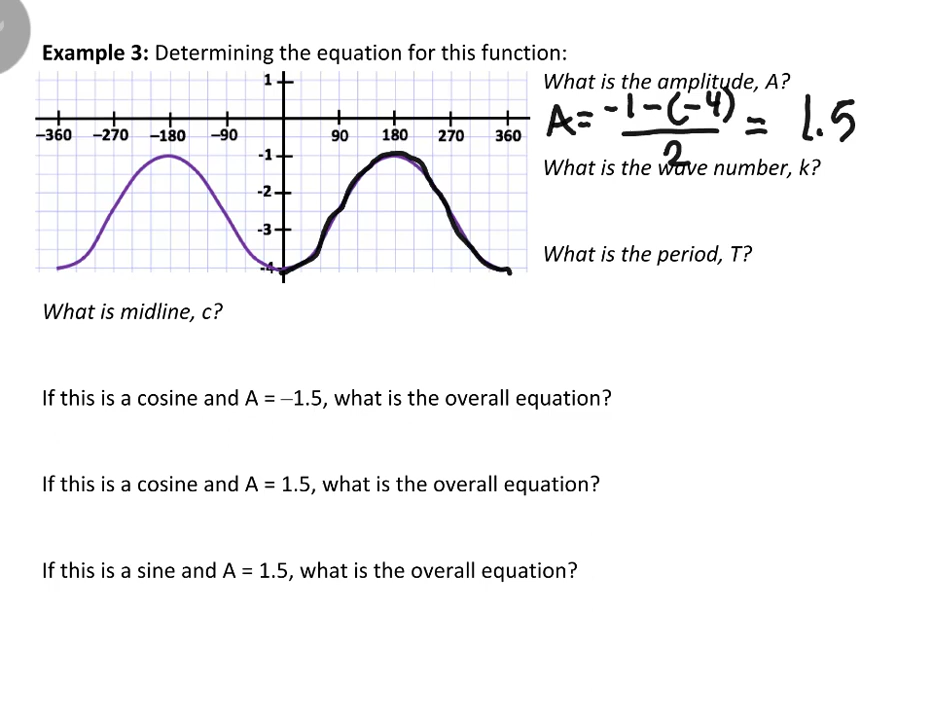 Example 3: Determining the equation for this function:
What is the amplitude, A?
A = -1-(-4) / 2 = 1.5
What is the wave number, k?
What is the period, T?
1
−360 −270 −180 −90 90 180 270 360
-1
-2
-3
-4
What is midline, c?
If this is a cosine and A = –1.5, what is the overall equation?
If this is a cosine and A = 1.5, what is the overall equation?
If this is a sine and A = 1.5, what is the overall equation?